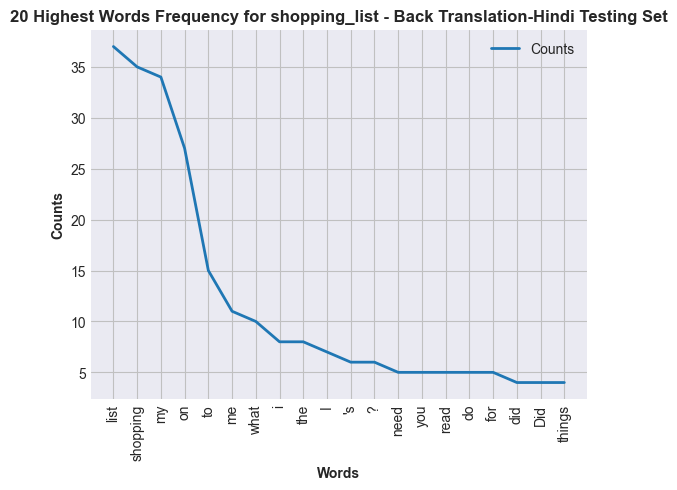 20 Highest Words Frequency for shopping_list - Back Translation-Hindi Testing Set
Counts
Counts
35
30
25
20
15
10
5
list
shopping
my
on
to
me
what
i
the
I
's
?
need
you
read
do
for
did
Did
things
Words